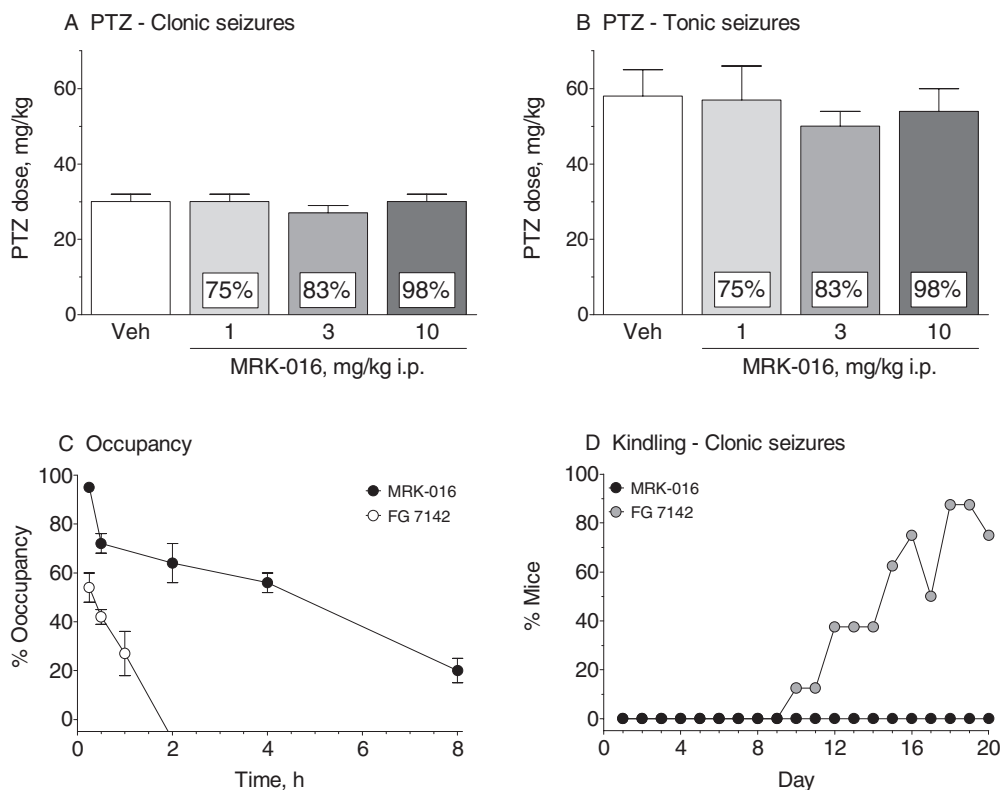 A PTZ - Clonic seizures
PTZ dose, mg/kg
60
40
20
0
75%
83%
98%
Veh
1
3
10
MRK-016, mg/kg i.p.
B PTZ - Tonic seizures
PTZ dose, mg/kg
60
40
20
0
75%
83%
98%
Veh
1
3
10
MRK-016, mg/kg i.p.
C Occupancy
% Ooccupancy
100
80
60
40
20
0
MRK-016
FG 7142
0
2
4
6
8
Time, h
D Kindling - Clonic seizures
% Mice
100
80
60
40
20
0
MRK-016
FG 7142
0
4
8
12
16
20
Day